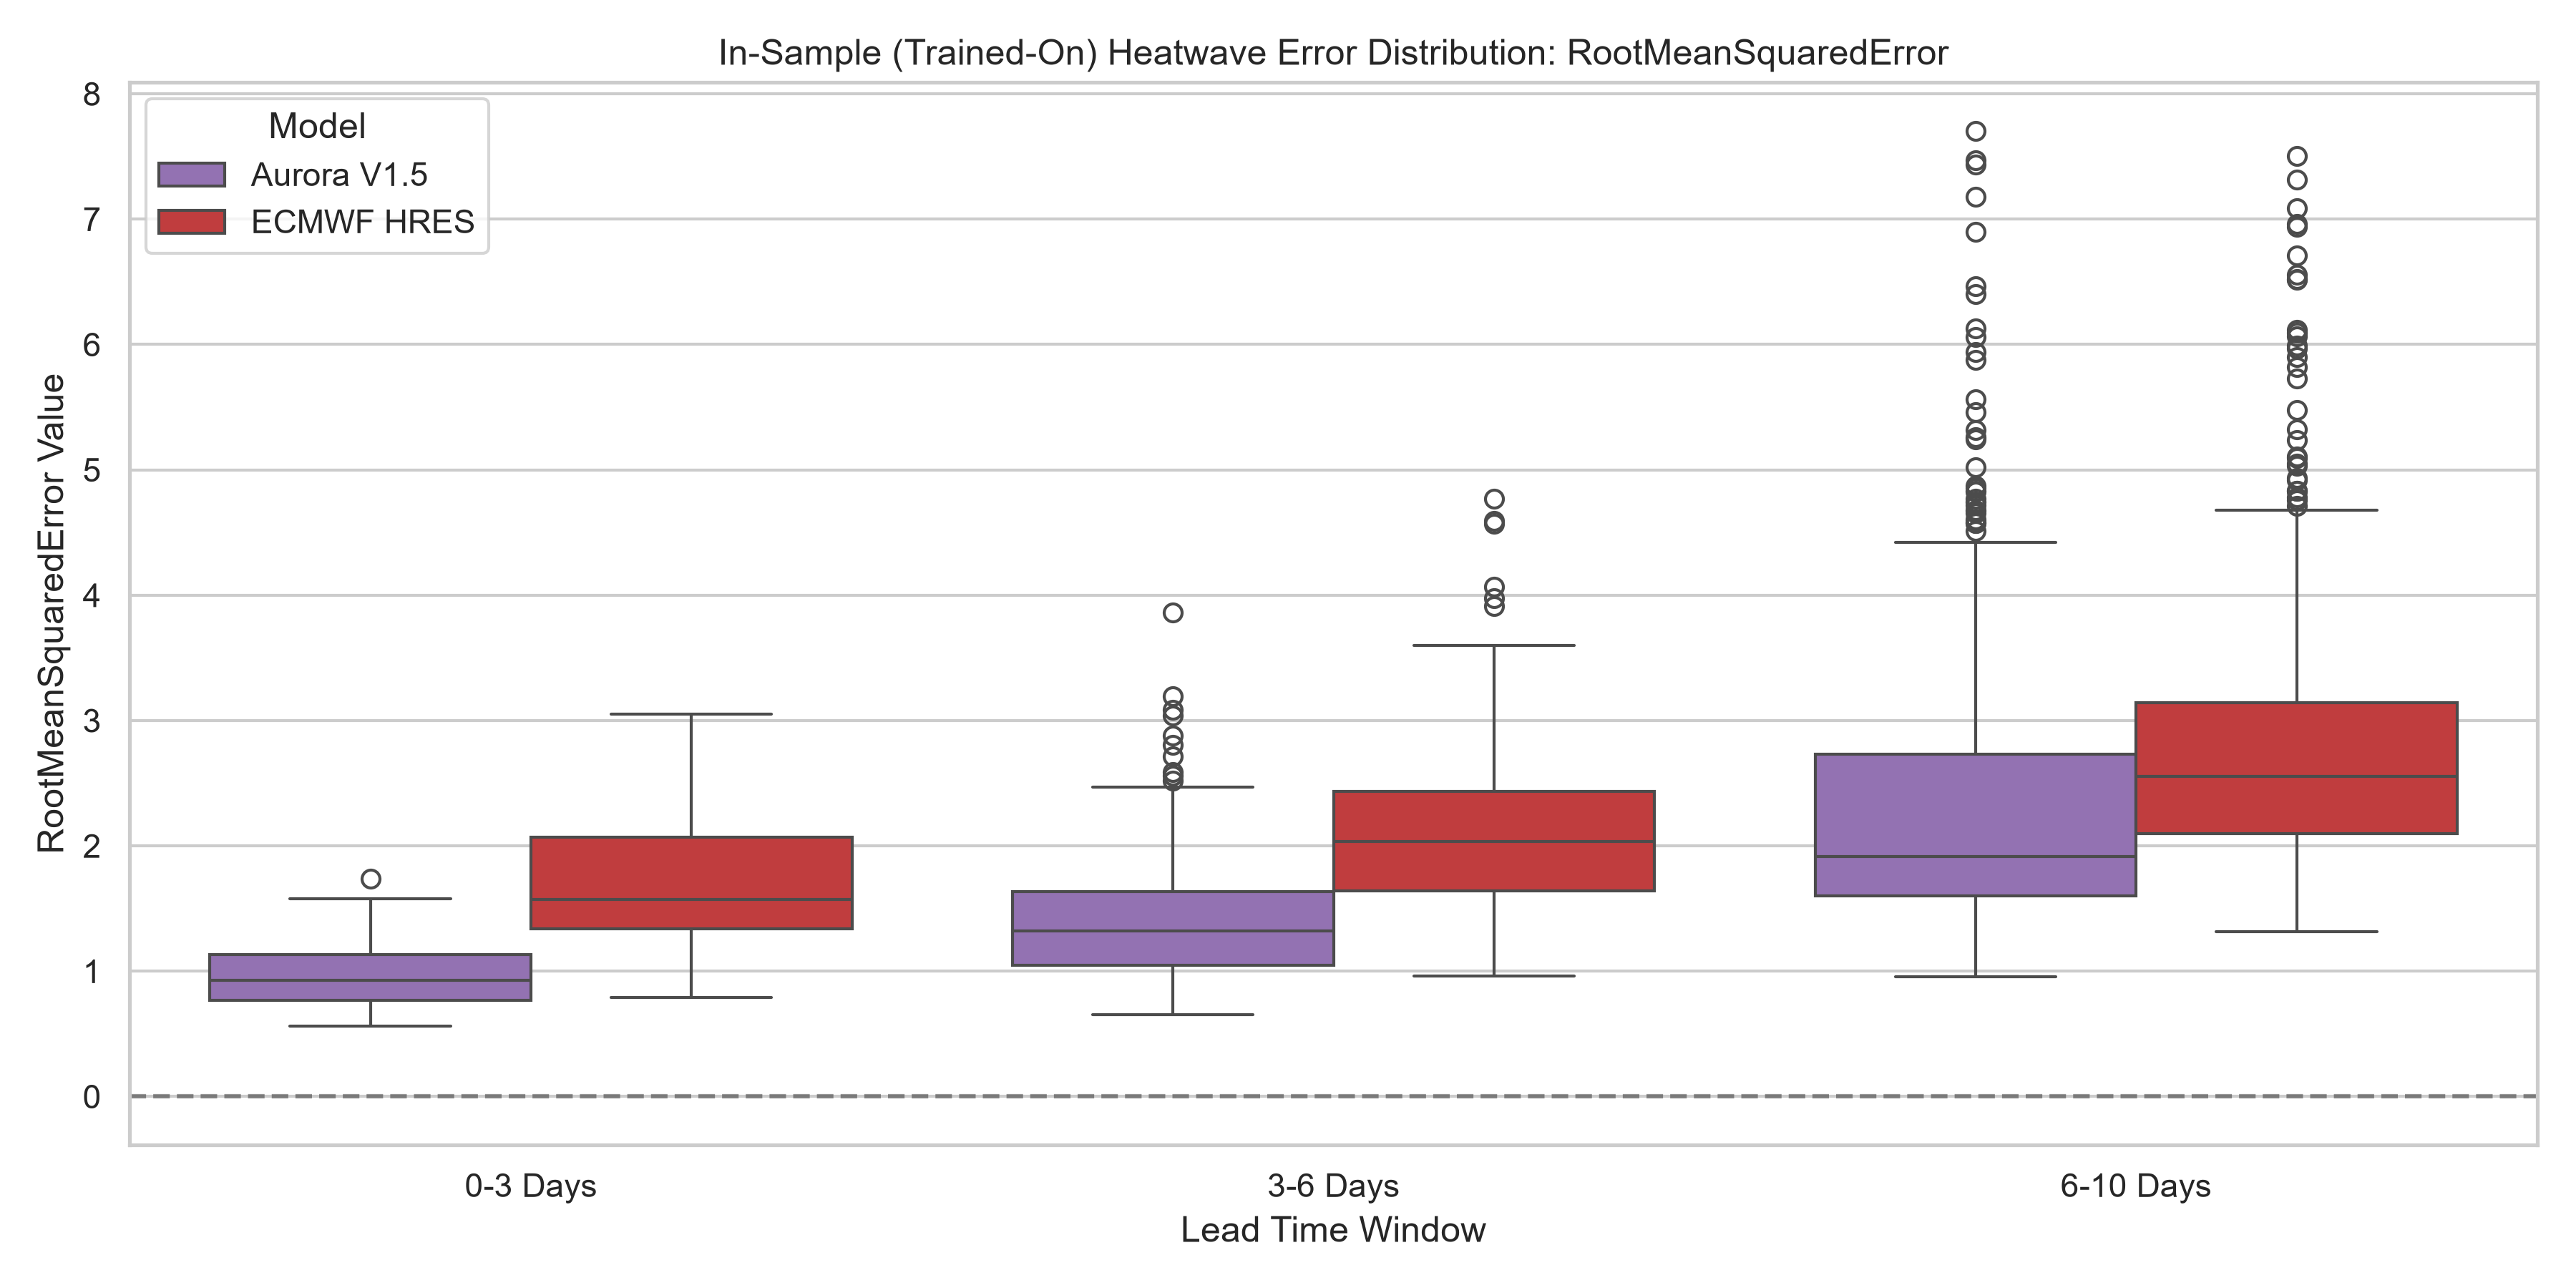 In-Sample (Trained-On) Heatwave Error Distribution: RootMeanSquaredError
Model
Aurora V1.5
ECMWF HRES
RootMeanSquaredError Value
8
7
6
5
4
3
2
1
0
0-3 Days
3-6 Days
6-10 Days
Lead Time Window